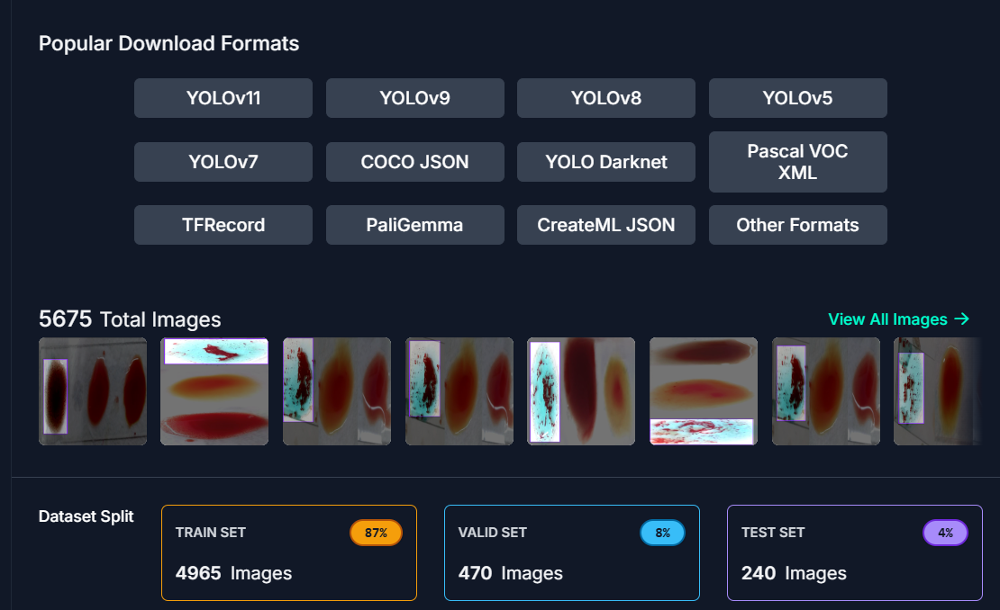 Popular Download Formats
YOLOv11
YOLOv9
YOLOv8
YOLOv5
YOLOv7
COCO JSON
YOLO Darknet
Pascal VOC
XML
TFRecord
PaliGemma
CreateML JSON
Other Formats
5675 Total Images
View All Images →
Dataset Split
TRAIN SET
87%
4965 Images
VALID SET
8%
470 Images
TEST SET
4%
240 Images